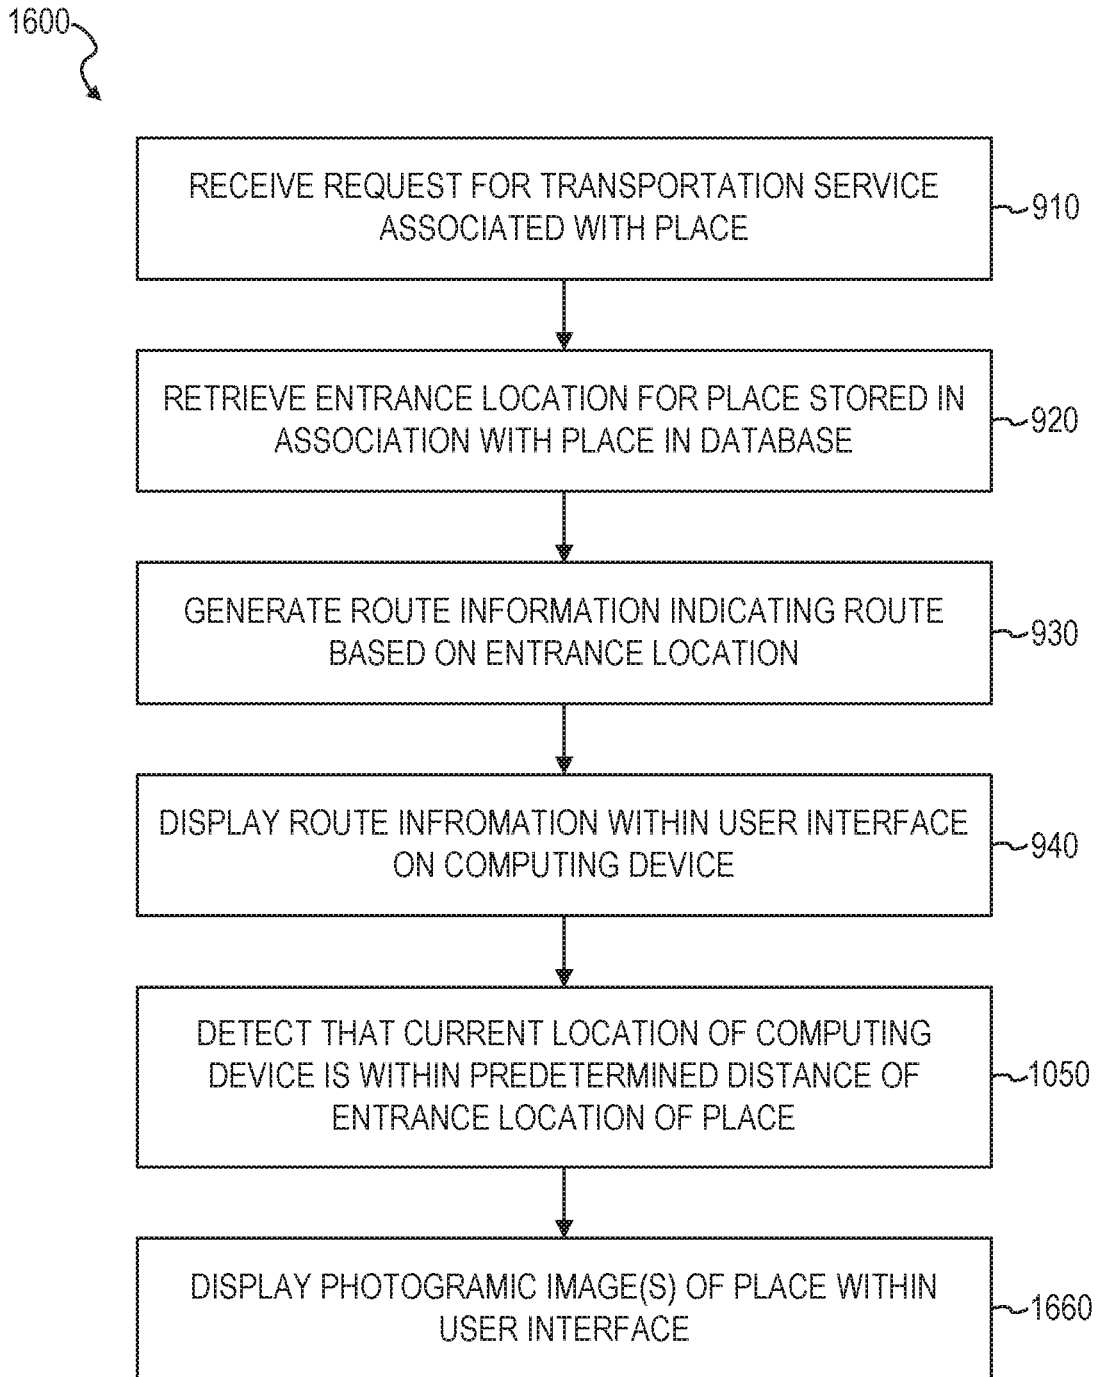 1600
RECEIVE REQUEST FOR TRANSPORTATION SERVICE
ASSOCIATED WITH PLACE
910
RETRIEVE ENTRANCE LOCATION FOR PLACE STORED IN
ASSOCIATION WITH PLACE IN DATABASE
920
GENERATE ROUTE INFORMATION INDICATING ROUTE
BASED ON ENTRANCE LOCATION
930
DISPLAY ROUTE INFROMATION WITHIN USER INTERFACE
ON COMPUTING DEVICE
940
DETECT THAT CURRENT LOCATION OF COMPUTING
DEVICE IS WITHIN PREDETERMINED DISTANCE OF
ENTRANCE LOCATION OF PLACE
1050
DISPLAY PHOTOGRAMIC IMAGE(S) OF PLACE WITHIN
USER INTERFACE
1660